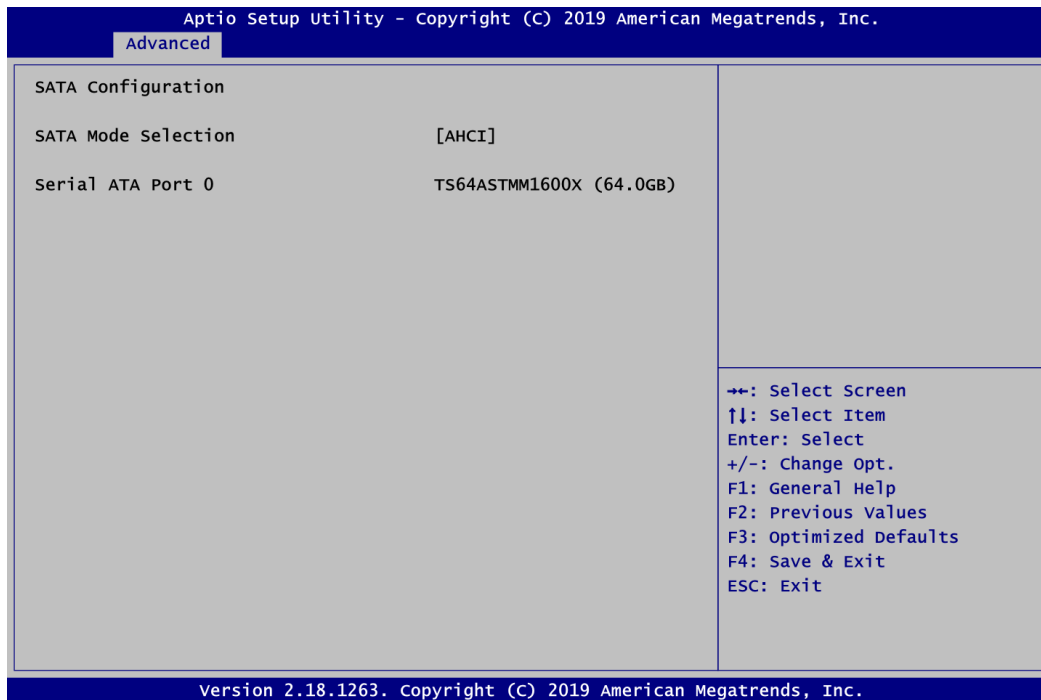 Aptio Setup Utility – Copyright (C) 2019 American Megatrends, Inc.
Advanced
SATA Configuration
SATA Mode Selection [AHCI]
Serial ATA Port 0 TS64ASTMM1600X (64.0GB)
→←: Select Screen
↑↓: Select Item
Enter: Select
+/-: Change Opt.
F1: General Help
F2: Previous Values
F3: Optimized Defaults
F4: Save & Exit
ESC: Exit
Version 2.18.1263. Copyright (C) 2019 American Megatrends, Inc.